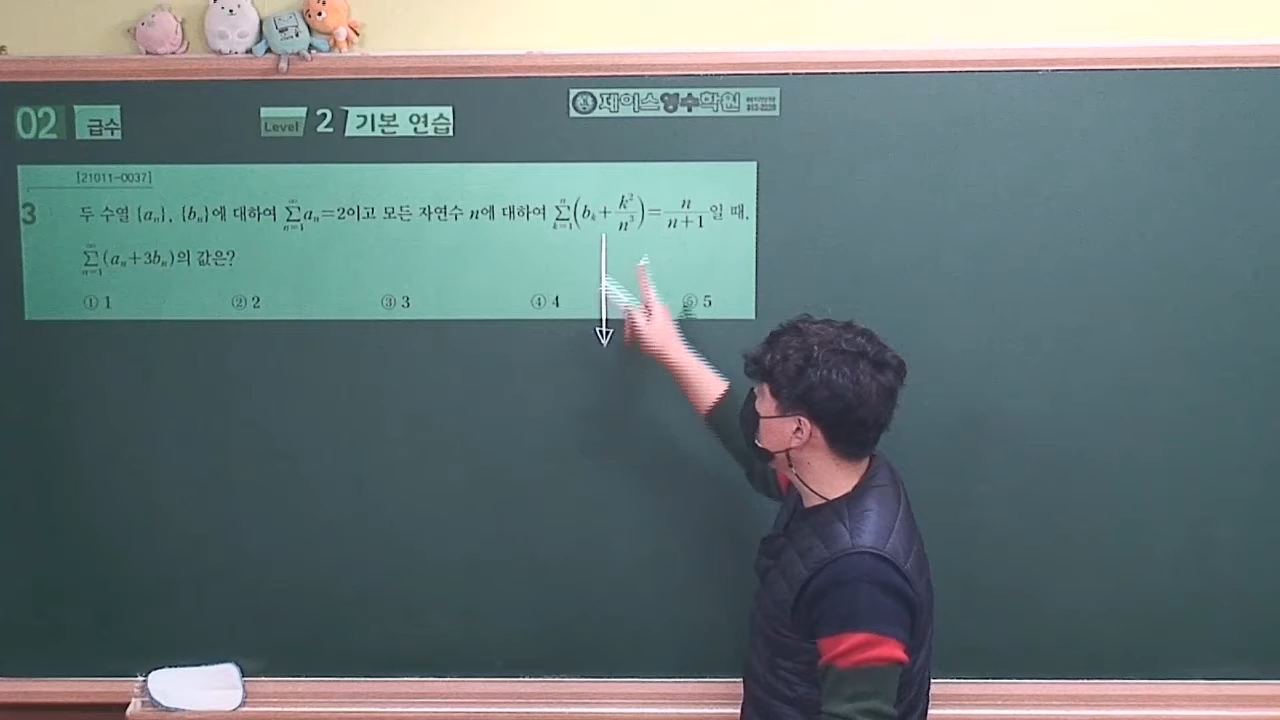 02 급수
Level 2 기본 연습
제이스영수학원
[21011-0037]
3 두 수열 {aₙ}, {bₙ}에 대하여 ∑_{n=1}^{∞} aₙ=2이고 모든 자연수 n에 대하여 ∑_{k=1}^{n} (bₖ + k²/n³) = n/(n+1) 일 때,
∑_{n=1}^{∞} (aₙ+3bₙ)의 값은?
① 1 ② 2 ③ 3 ④ 4 ⑤ 5